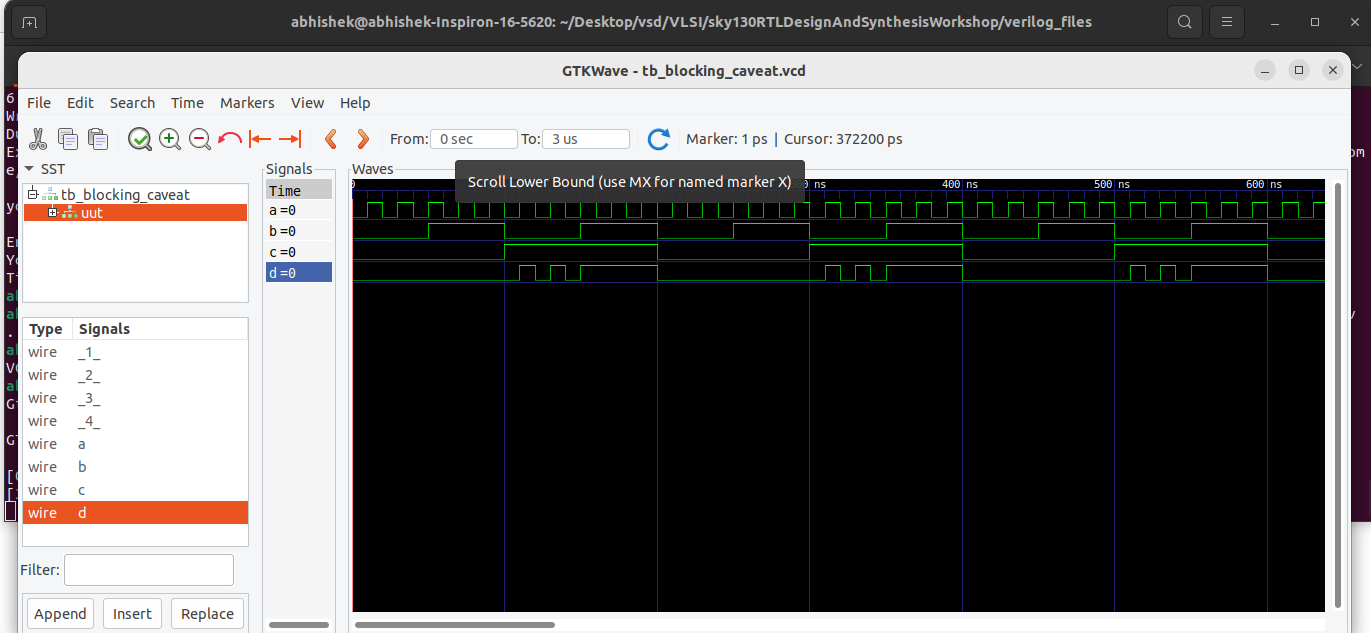 abhishek@abhishek-Inspiron-16-5620: ~/Desktop/vsd/VLSI/sky130RTLDesignAndSynthesisWorkshop/verilog_files
GTKWave - tb_blocking_caveat.vcd
File Edit Search Time Markers View Help
From: 0 sec To: 3 us Marker: 1 ps | Cursor: 372200 ps
SST
tb_blocking_caveat
uut
Type Signals
wire _1_
wire _2_
wire _3_
wire _4_
wire a
wire b
wire c
wire d
Filter:
Append Insert Replace
Signals
Time
a =0
b =0
c =0
d =0
Waves
Scroll Lower Bound (use MX for named marker X)
400 ns 500 ns 600 ns